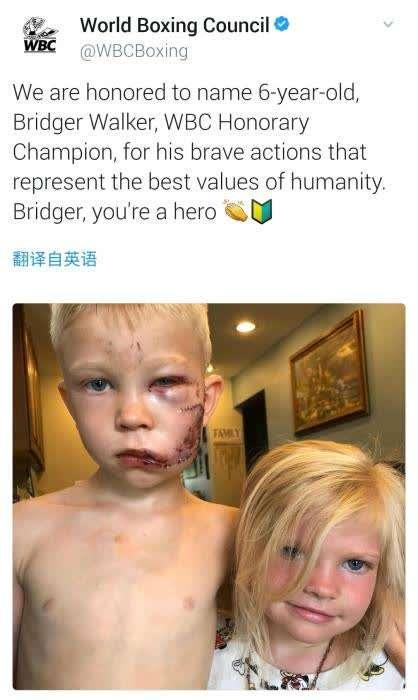 World Boxing Council
WBC
@WBCBoxing
We are honored to name 6-year-old,
Bridger Walker, WBC Honorary
Champion, for his brave actions that
represent the best values of humanity.
Bridger, you're a hero 👏🔰
翻译自英语
FAMILY